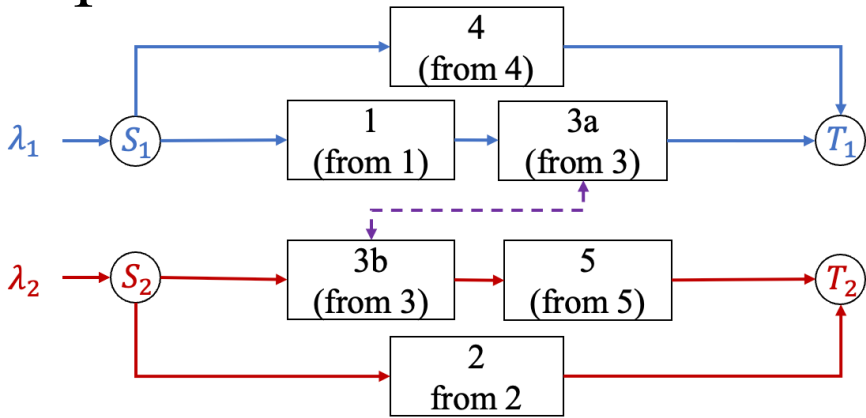 4
(from 4)
λ₁
S₁
1
(from 1)
3a
(from 3)
T₁
λ₂
S₂
3b
(from 3)
5
(from 5)
T₂
2
from 2